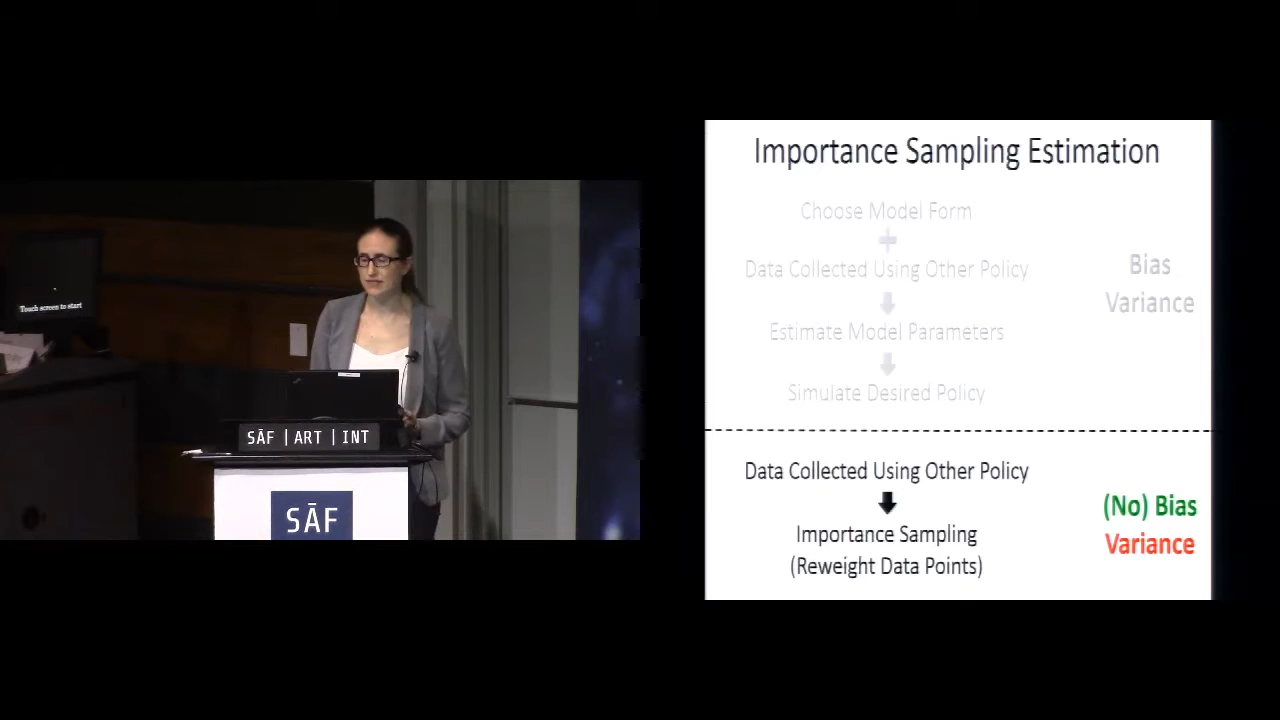 Touch screen to start
SĀF | ART | INT
SĀF
Importance Sampling Estimation
Choose Model Form
+
Data Collected Using Other Policy
Estimate Model Parameters
Simulate Desired Policy
Bias
Variance
Data Collected Using Other Policy
Importance Sampling
(Reweight Data Points)
(No) Bias
Variance